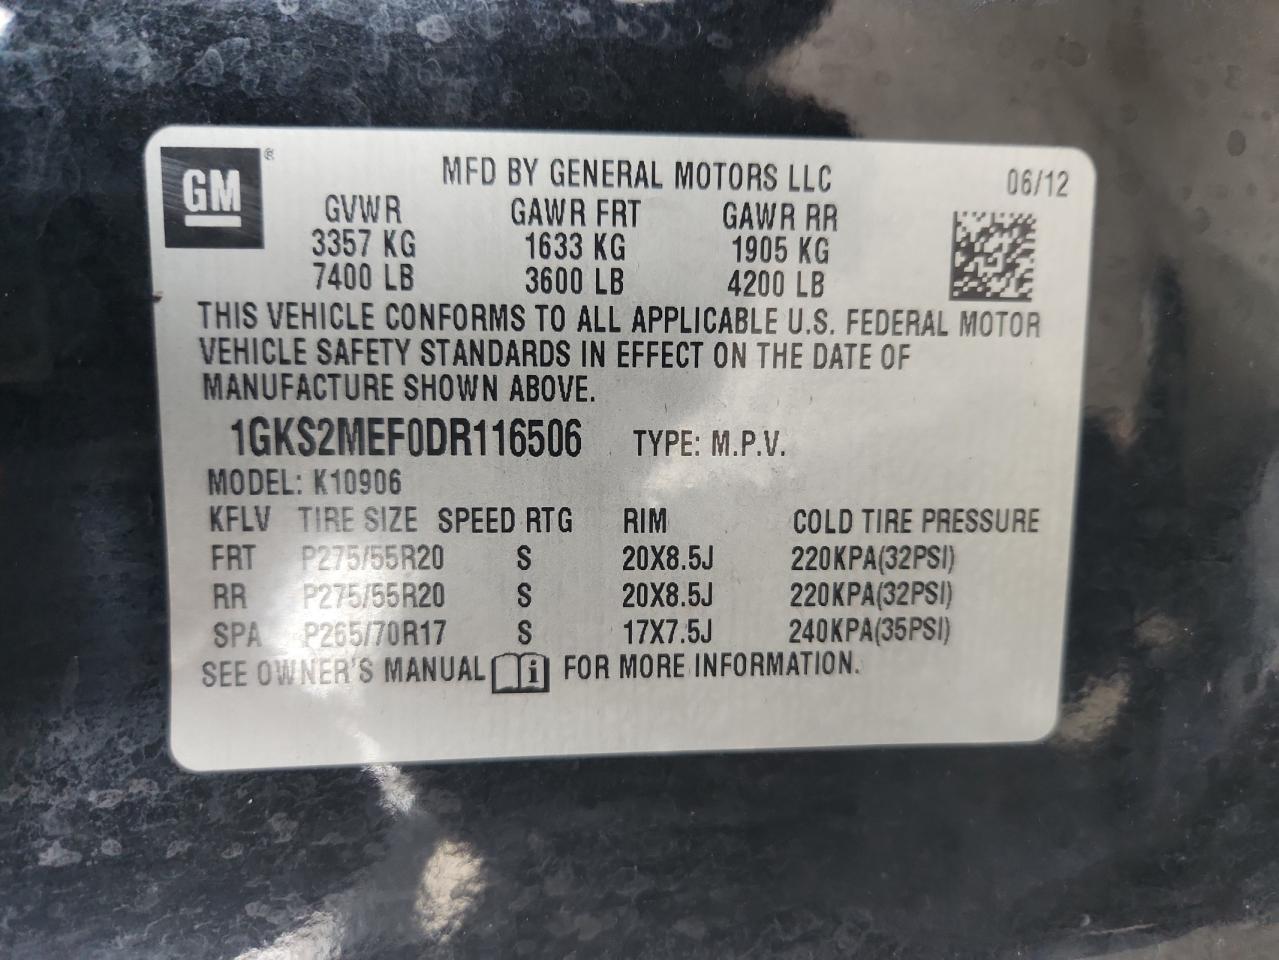 GM ®
MFD BY GENERAL MOTORS LLC 06/12
GVWR GAWR FRT GAWR RR
3357 KG 1633 KG 1905 KG
7400 LB 3600 LB 4200 LB
THIS VEHICLE CONFORMS TO ALL APPLICABLE U.S. FEDERAL MOTOR
VEHICLE SAFETY STANDARDS IN EFFECT ON THE DATE OF
MANUFACTURE SHOWN ABOVE.
1GKS2MEF0DR116506 TYPE: M.P.V.
MODEL: K10906
KFLV TIRE SIZE SPEED RTG RIM COLD TIRE PRESSURE
FRT P275/55R20 S 20X8.5J 220KPA(32PSI)
RR P275/55R20 S 20X8.5J 220KPA(32PSI)
SPA P265/70R17 S 17X7.5J 240KPA(35PSI)
SEE OWNER'S MANUAL i FOR MORE INFORMATION.